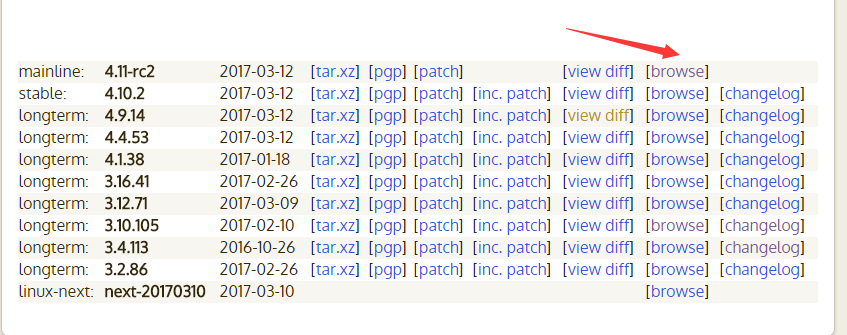 mainline: 4.11-rc2 2017-03-12 [tar.xz] [pgp] [patch] [view diff] [browse]
stable: 4.10.2 2017-03-12 [tar.xz] [pgp] [patch] [inc. patch] [view diff] [browse] [changelog]
longterm: 4.9.14 2017-03-12 [tar.xz] [pgp] [patch] [inc. patch] [view diff] [browse] [changelog]
longterm: 4.4.53 2017-03-12 [tar.xz] [pgp] [patch] [inc. patch] [view diff] [browse] [changelog]
longterm: 4.1.38 2017-01-18 [tar.xz] [pgp] [patch] [inc. patch] [view diff] [browse] [changelog]
longterm: 3.16.41 2017-02-26 [tar.xz] [pgp] [patch] [inc. patch] [view diff] [browse] [changelog]
longterm: 3.12.71 2017-03-09 [tar.xz] [pgp] [patch] [inc. patch] [view diff] [browse] [changelog]
longterm: 3.10.105 2017-02-10 [tar.xz] [pgp] [patch] [inc. patch] [view diff] [browse] [changelog]
longterm: 3.4.113 2016-10-26 [tar.xz] [pgp] [patch] [inc. patch] [view diff] [browse] [changelog]
longterm: 3.2.86 2017-02-26 [tar.xz] [pgp] [patch] [inc. patch] [view diff] [browse] [changelog]
linux-next: next-20170310 2017-03-10 [browse]